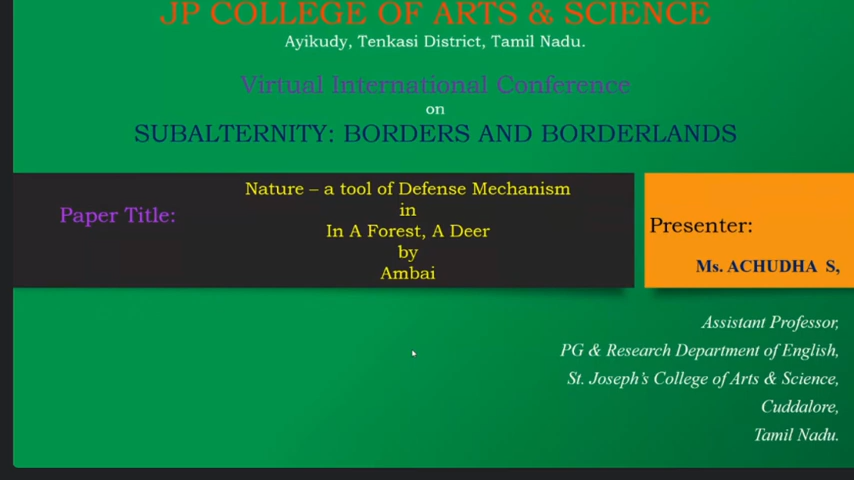 JP COLLEGE OF ARTS & SCIENCE
Ayikudy, Tenkasi District, Tamil Nadu.
Virtual International Conference
on
SUBALTERNITY: BORDERS AND BORDERLANDS
Paper Title:
Nature – a tool of Defense Mechanism
in
In A Forest, A Deer
by
Ambai
Presenter:
Ms. ACHUDHA S,
Assistant Professor,
PG & Research Department of English,
St. Joseph's College of Arts & Science,
Cuddalore,
Tamil Nadu.